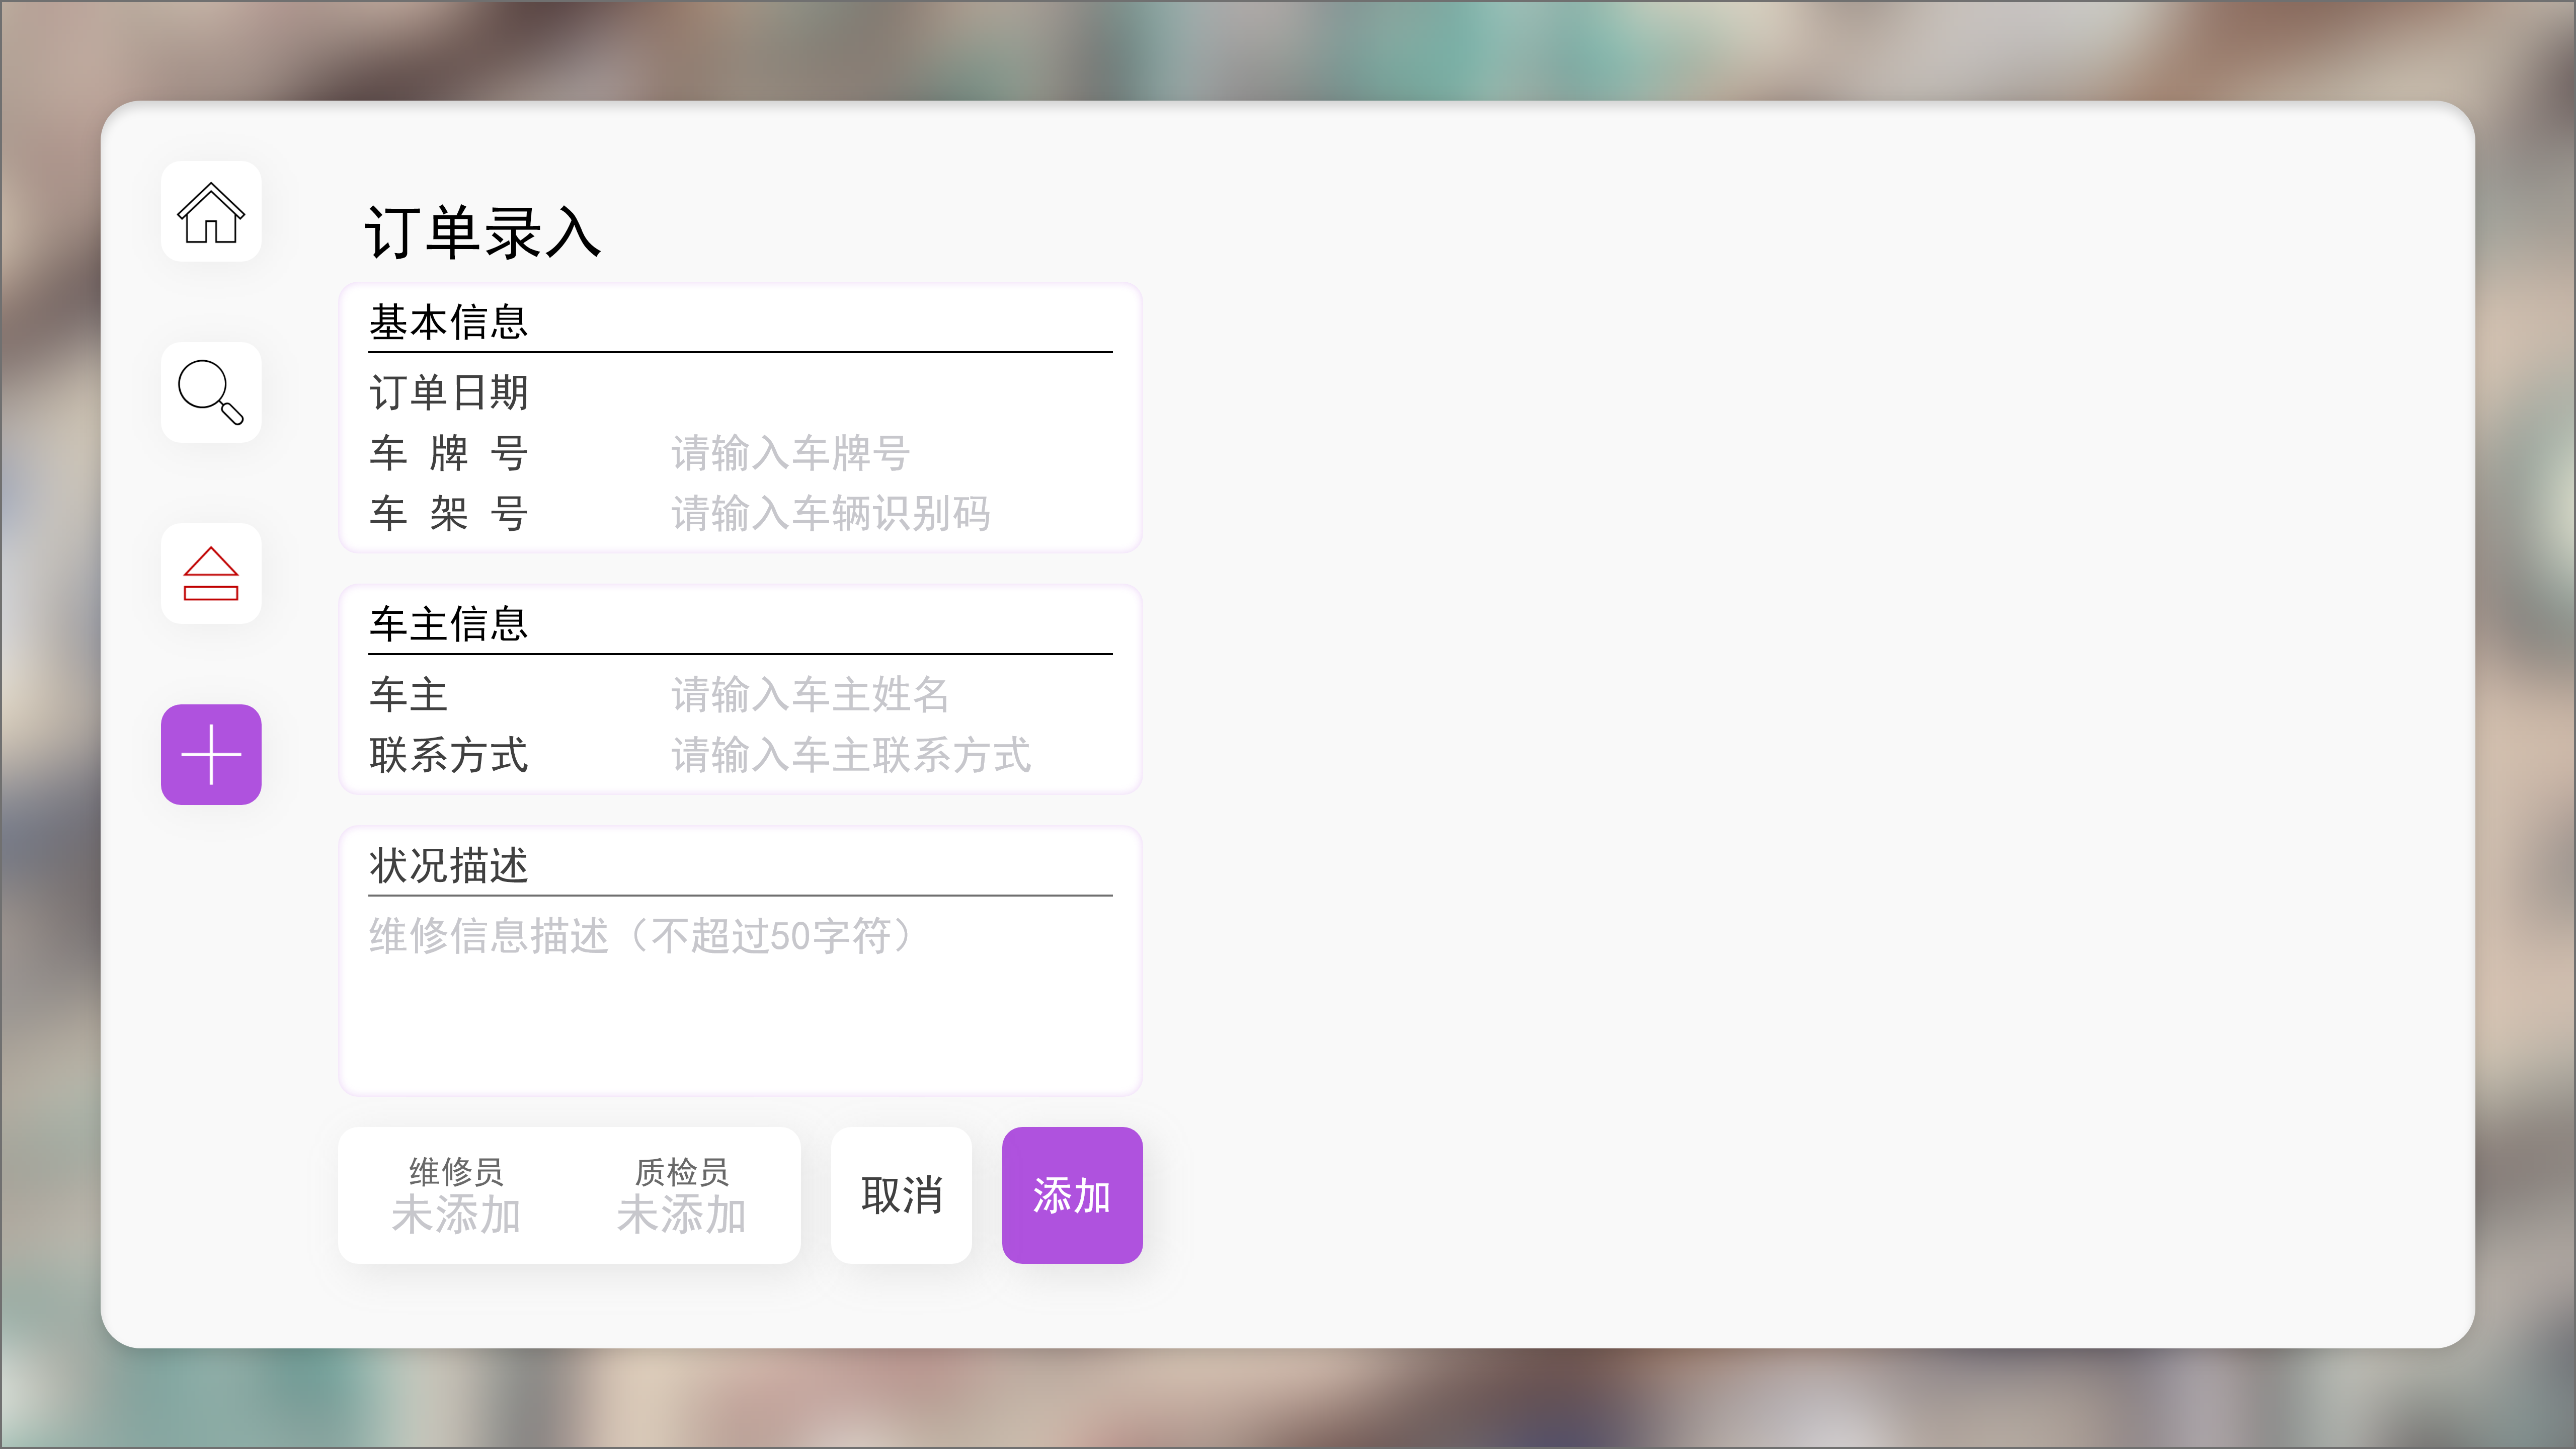 订单录入
基本信息
订单日期
车 牌 号 请输入车牌号
车 架 号 请输入车辆识别码
车主信息
车主 请输入车主姓名
联系方式 请输入车主联系方式
状况描述
维修信息描述（不超过50字符）
维修员 质检员
未添加 未添加
取消
添加